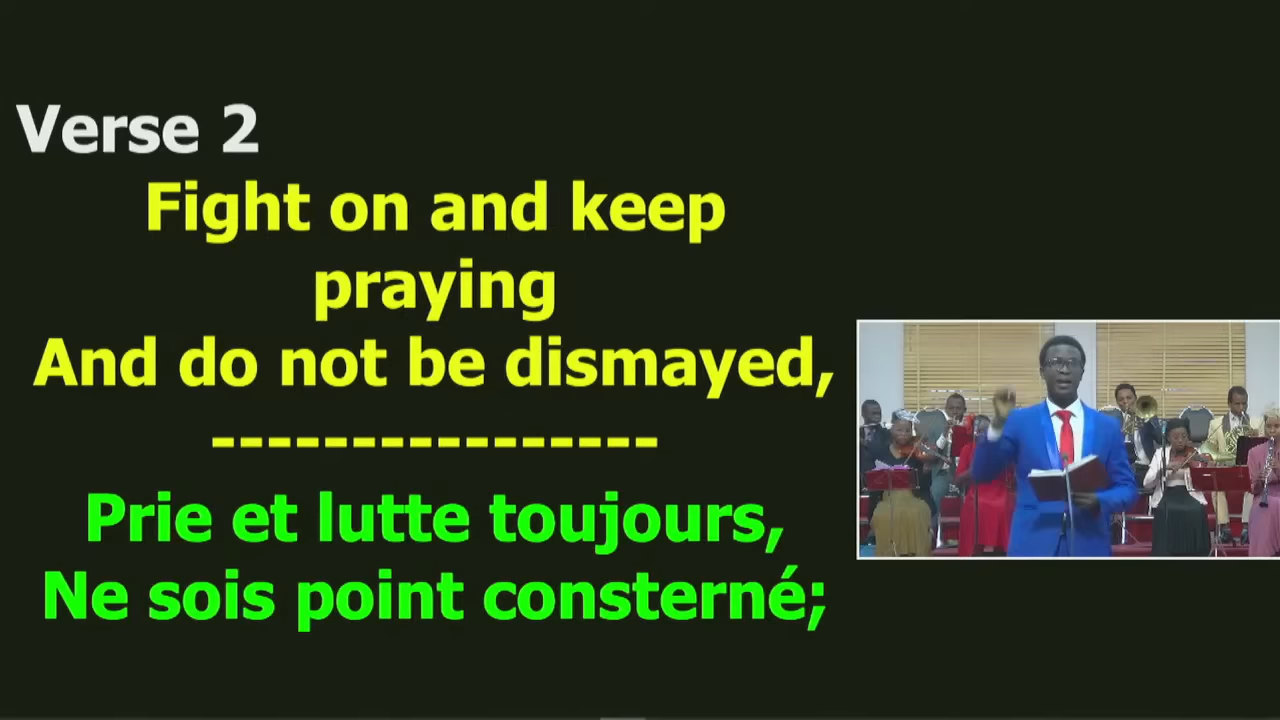 Verse 2
Fight on and keep
praying
And do not be dismayed,
----------------
Prie et lutte toujours,
Ne sois point consterné;